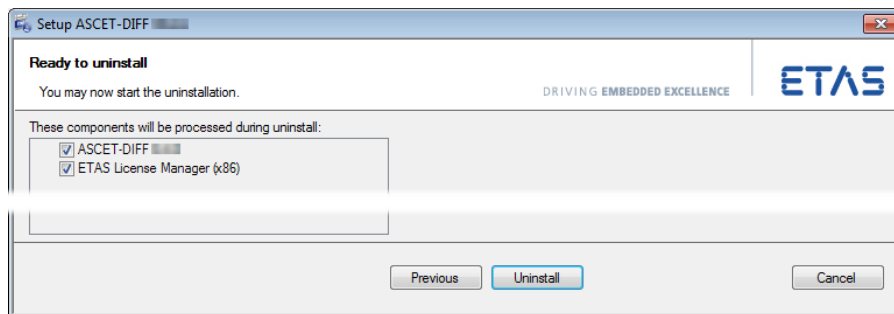 Setup ASCET-DIFF
Ready to uninstall
You may now start the uninstallation.
DRIVING EMBEDDED EXCELLENCE
ETAS
These components will be processed during uninstall:
ASCET-DIFF
ETAS License Manager (x86)
Previous
Uninstall
Cancel